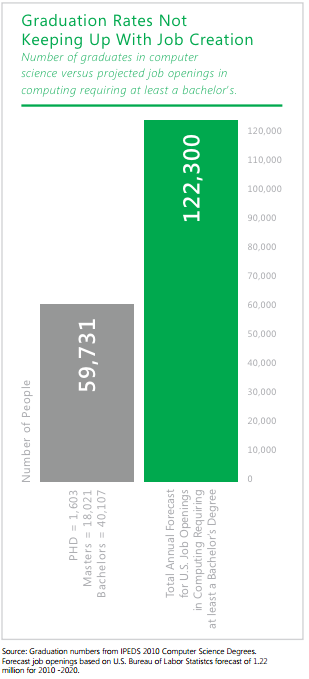 Graduation Rates Not
Keeping Up With Job Creation
Number of graduates in computer
science versus projected job openings in
computing requiring at least a bachelor's.
120,000
110,000
100,000
90,000
80,000
70,000
60,000
50,000
40,000
30,000
20,000
10,000
0
Number of People
59,731
122,300
PHD = 1,603
Masters = 18,021
Bachelors = 40,107
Total Annual Forecast
for U.S. Job Openings
in Computing Requiring
at least a Bachelor's Degree
Source: Graduation numbers from IPEDS 2010 Computer Science Degrees.
Forecast job openings based on U.S. Bureau of Labor Statistcs forecast of 1.22
million for 2010 -2020.